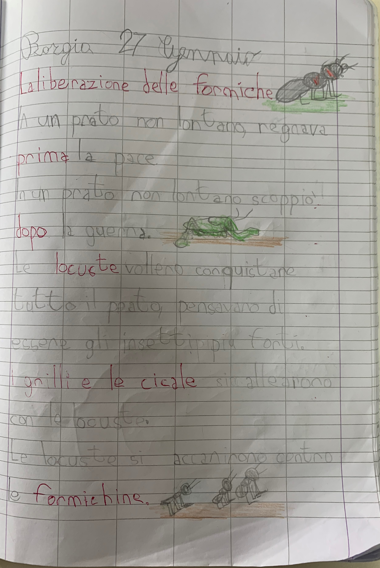 Borgia 27 Gennaio
La liberazione delle formiche
In un prato non lontano regnava
prima la pace
In un prato non lontano scoppiò
dopo la guerra.
Le locuste vollero conquistare
tutto il prato, pensavano di
essere gli insetti più forti.
I grilli e le cicale si allearono
con le locuste.
Le locuste si accanirono contro
le formichine.